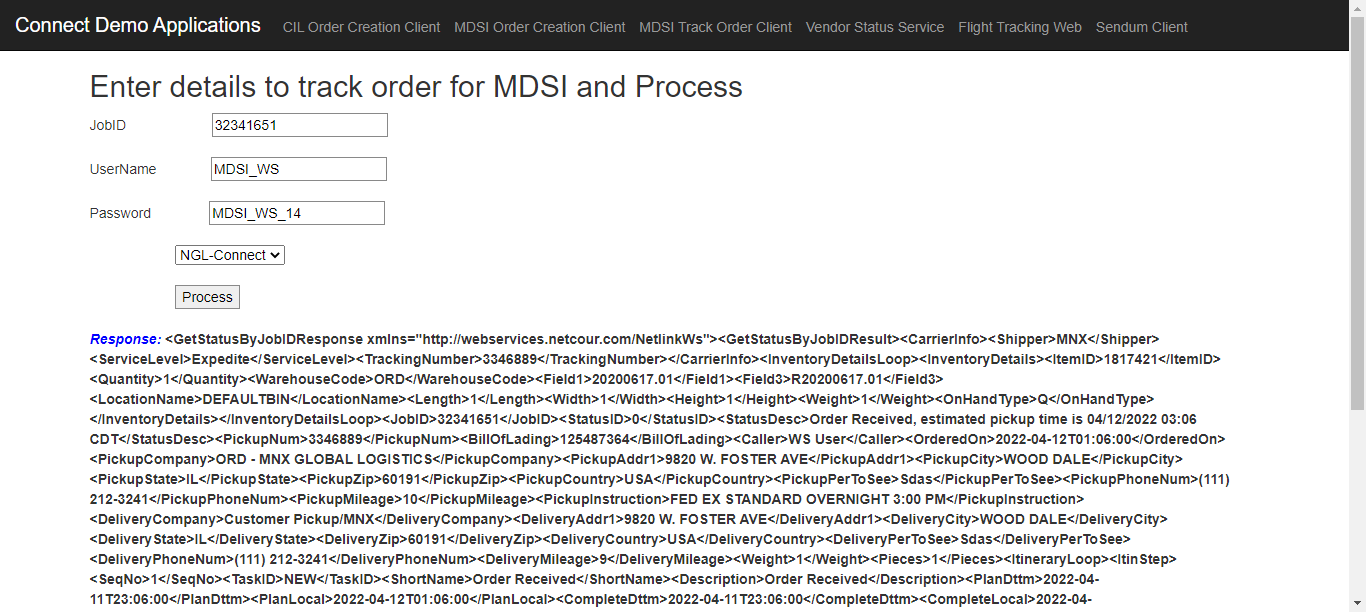 Connect Demo Applications CIL Order Creation Client MDSI Order Creation Client MDSI Track Order Client Vendor Status Service Flight Tracking Web Sendum Client
Enter details to track order for MDSI and Process
JobID 32341651
UserName MDSI_WS
Password MDSI_WS_14
NGL-Connect
Process
Response: <GetStatusByJobIDResponse xmlns="http://webservices.netcour.com/NetlinkWs"><GetStatusByJobIDResult><CarrierInfo><Shipper>MNX</Shipper>
<ServiceLevel>Expedite</ServiceLevel><TrackingNumber>3346889</TrackingNumber></CarrierInfo><InventoryDetailsLoop><InventoryDetails><ItemID>1817421</ItemID>
<Quantity>1</Quantity><WarehouseCode>ORD</WarehouseCode><Field1>20200617.01</Field1><Field3>R20200617.01</Field3>
<LocationName>DEFAULTBIN</LocationName><Length>1</Length><Width>1</Width><Height>1</Height><Weight>1</Weight><OnHandType>Q</OnHandType>
</InventoryDetails></InventoryDetailsLoop><JobID>32341651</JobID><StatusID>0</StatusID><StatusDesc>Order Received, estimated pickup time is 04/12/2022 03:06
CDT</StatusDesc><PickupNum>3346889</PickupNum><BillOfLading>125487364</BillOfLading><Caller>WS User</Caller><OrderedOn>2022-04-12T01:06:00</OrderedOn>
<PickupCompany>ORD - MNX GLOBAL LOGISTICS</PickupCompany><PickupAddr1>9820 W. FOSTER AVE</PickupAddr1><PickupCity>WOOD DALE</PickupCity>
<PickupState>IL</PickupState><PickupZip>60191</PickupZip><PickupCountry>USA</PickupCountry><PickupPerToSee>Sdas</PickupPerToSee><PickupPhoneNum>(111)
212-3241</PickupPhoneNum><PickupMileage>10</PickupMileage><PickupInstruction>FED EX STANDARD OVERNIGHT 3:00 PM</PickupInstruction>
<DeliveryCompany>Customer Pickup/MNX</DeliveryCompany><DeliveryAddr1>9820 W. FOSTER AVE</DeliveryAddr1><DeliveryCity>WOOD DALE</DeliveryCity>
<DeliveryState>IL</DeliveryState><DeliveryZip>60191</DeliveryZip><DeliveryCountry>USA</DeliveryCountry><DeliveryPerToSee>Sdas</DeliveryPerToSee>
<DeliveryPhoneNum>(111) 212-3241</DeliveryPhoneNum><DeliveryMileage>9</DeliveryMileage><Weight>1</Weight><Pieces>1</Pieces><ItineraryLoop><ItinStep>
<SeqNo>1</SeqNo><TaskID>NEW</TaskID><ShortName>Order Received</ShortName><Description>Order Received</Description><PlanDttm>2022-04-
11T23:06:00</PlanDttm><PlanLocal>2022-04-12T01:06:00</PlanLocal><CompleteDttm>2022-04-11T23:06:00</CompleteDttm><CompleteLocal>2022-04-